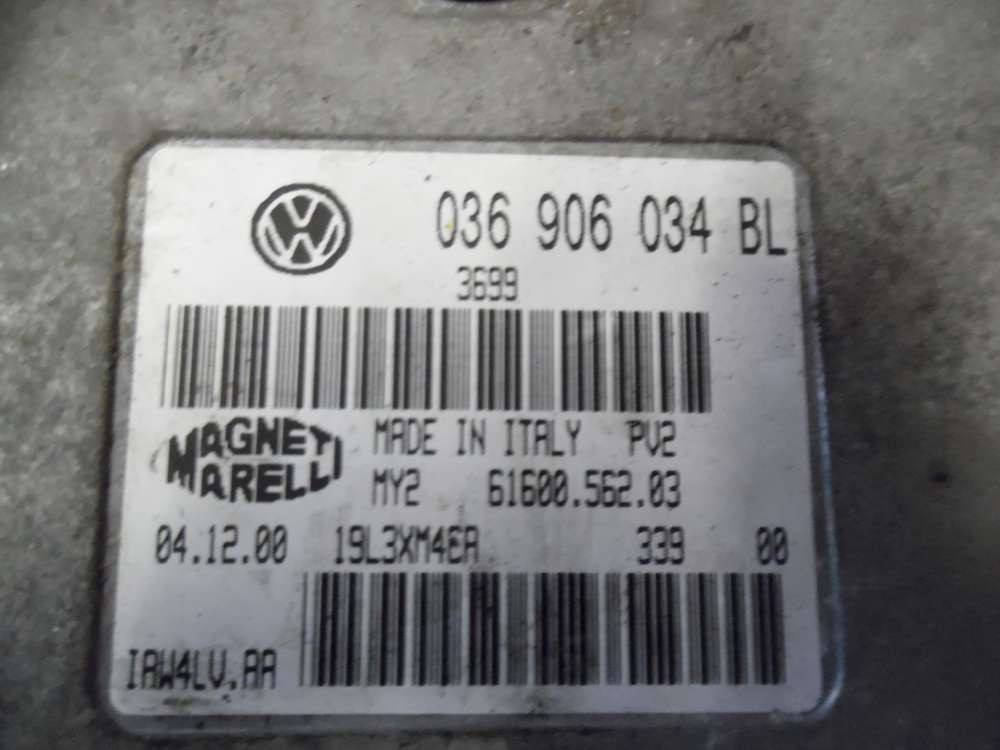 036 906 034 BL
3699
MAGNETI MARELLI
MADE IN ITALY PV2
MY2 61600.562.03
04.12.00 19L3XM4EA 339 00
IAW4LV.AA